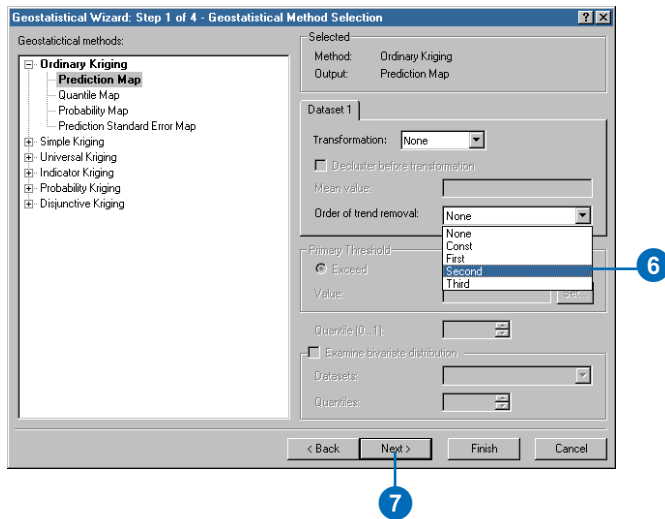 Geostatistical Wizard: Step 1 of 4 - Geostatistical Method Selection
Geostatictical methods:
Ordinary Kriging
Prediction Map
Quantile Map
Probability Map
Prediction Standard Error Map
Simple Kriging
Universal Kriging
Indicator Kriging
Probability Kriging
Disjunctive Kriging
Selected
Method: Ordinary Kriging
Output: Prediction Map
Dataset 1
Transformation: None
Decluster before transformation
Mean value:
Order of trend removal: None
None
Const
First
Second
Third
6
Primary Threshold
Exceed
Value: Set...
Quantile (0...1):
Examine bivariate distribution
Datasets:
Quantiles:
< Back Next > Finish Cancel
7